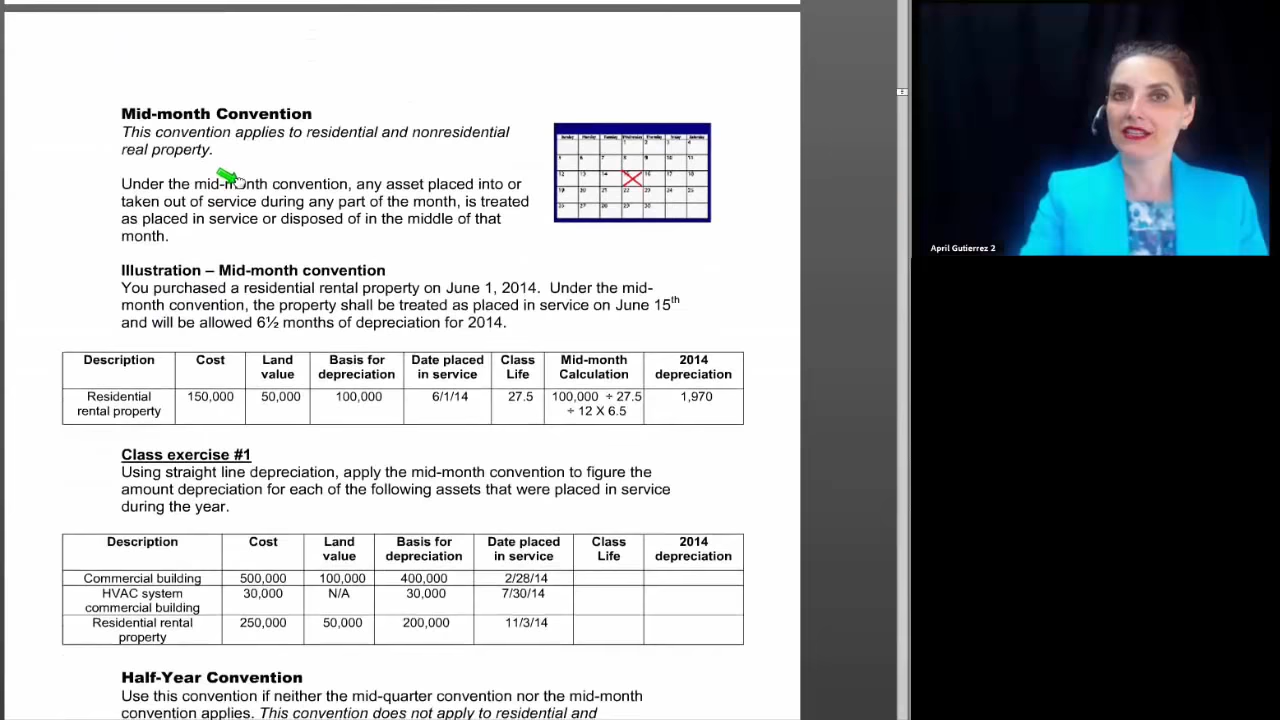 Mid-month Convention
This convention applies to residential and nonresidential
real property.
Under the mid-month convention, any asset placed into or
taken out of service during any part of the month, is treated
as placed in service or disposed of in the middle of that
month.
Illustration – Mid-month convention
You purchased a residential rental property on June 1, 2014. Under the mid-
month convention, the property shall be treated as placed in service on June 15th
and will be allowed 6½ months of depreciation for 2014.
Description Cost Land value Basis for depreciation Date placed in service Class Life Mid-month Calculation 2014 depreciation
Residential rental property 150,000 50,000 100,000 6/1/14 27.5 100,000 ÷ 27.5 ÷ 12 X 6.5 1,970
Class exercise #1
Using straight line depreciation, apply the mid-month convention to figure the
amount depreciation for each of the following assets that were placed in service
during the year.
Description Cost Land value Basis for depreciation Date placed in service Class Life 2014 depreciation
Commercial building 500,000 100,000 400,000 2/28/14
HVAC system commercial building 30,000 N/A 30,000 7/30/14
Residential rental property 250,000 50,000 200,000 11/3/14
Half-Year Convention
Use this convention if neither the mid-quarter convention nor the mid-month
convention applies. This convention does not apply to residential and
April Gutierrez 2